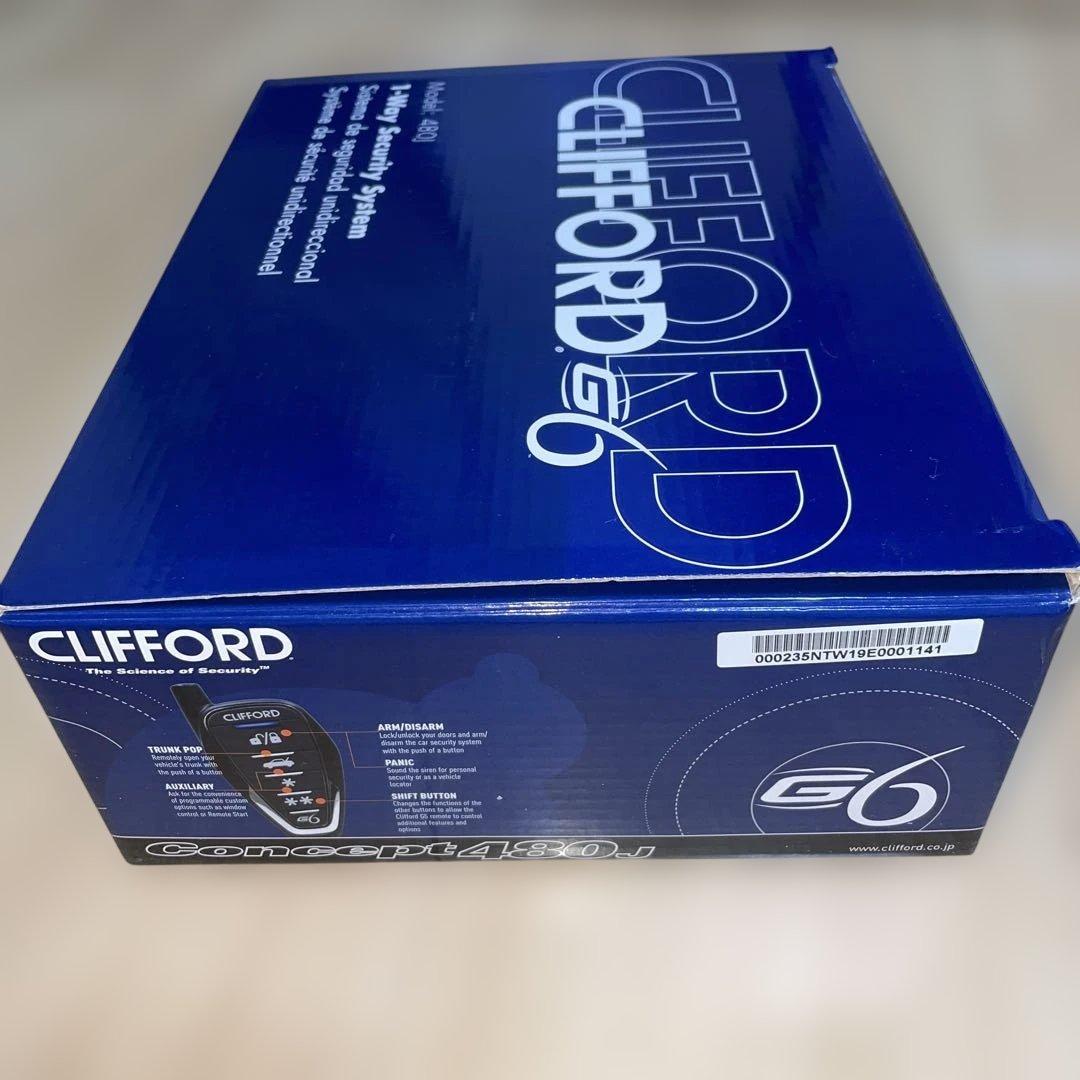 CLIFFORD
CLIFFORD® G6
Model: 480J
1-Way Security System
Sistema de seguridad unidireccional
Système de sécurité unidirectionnel
CLIFFORD®
The Science of Security™
000235NTW19E0001141
CLIFFORD
G6
TRUNK POP
Remotely open your
vehicle's trunk with
the push of a button
AUXILIARY
Ask for the convenience
of programmable custom
options such as window
control or Remote Start
ARM/DISARM
Lock/unlock your doors and arm/
disarm the car security system
with the push of a button
PANIC
Sound the siren for personal
security or as a vehicle
locator
SHIFT BUTTON
Changes the functions of the
other buttons to allow the
Clifford G6 remote to control
additional features and
options
G6
Concept 480J
www.clifford.co.jp